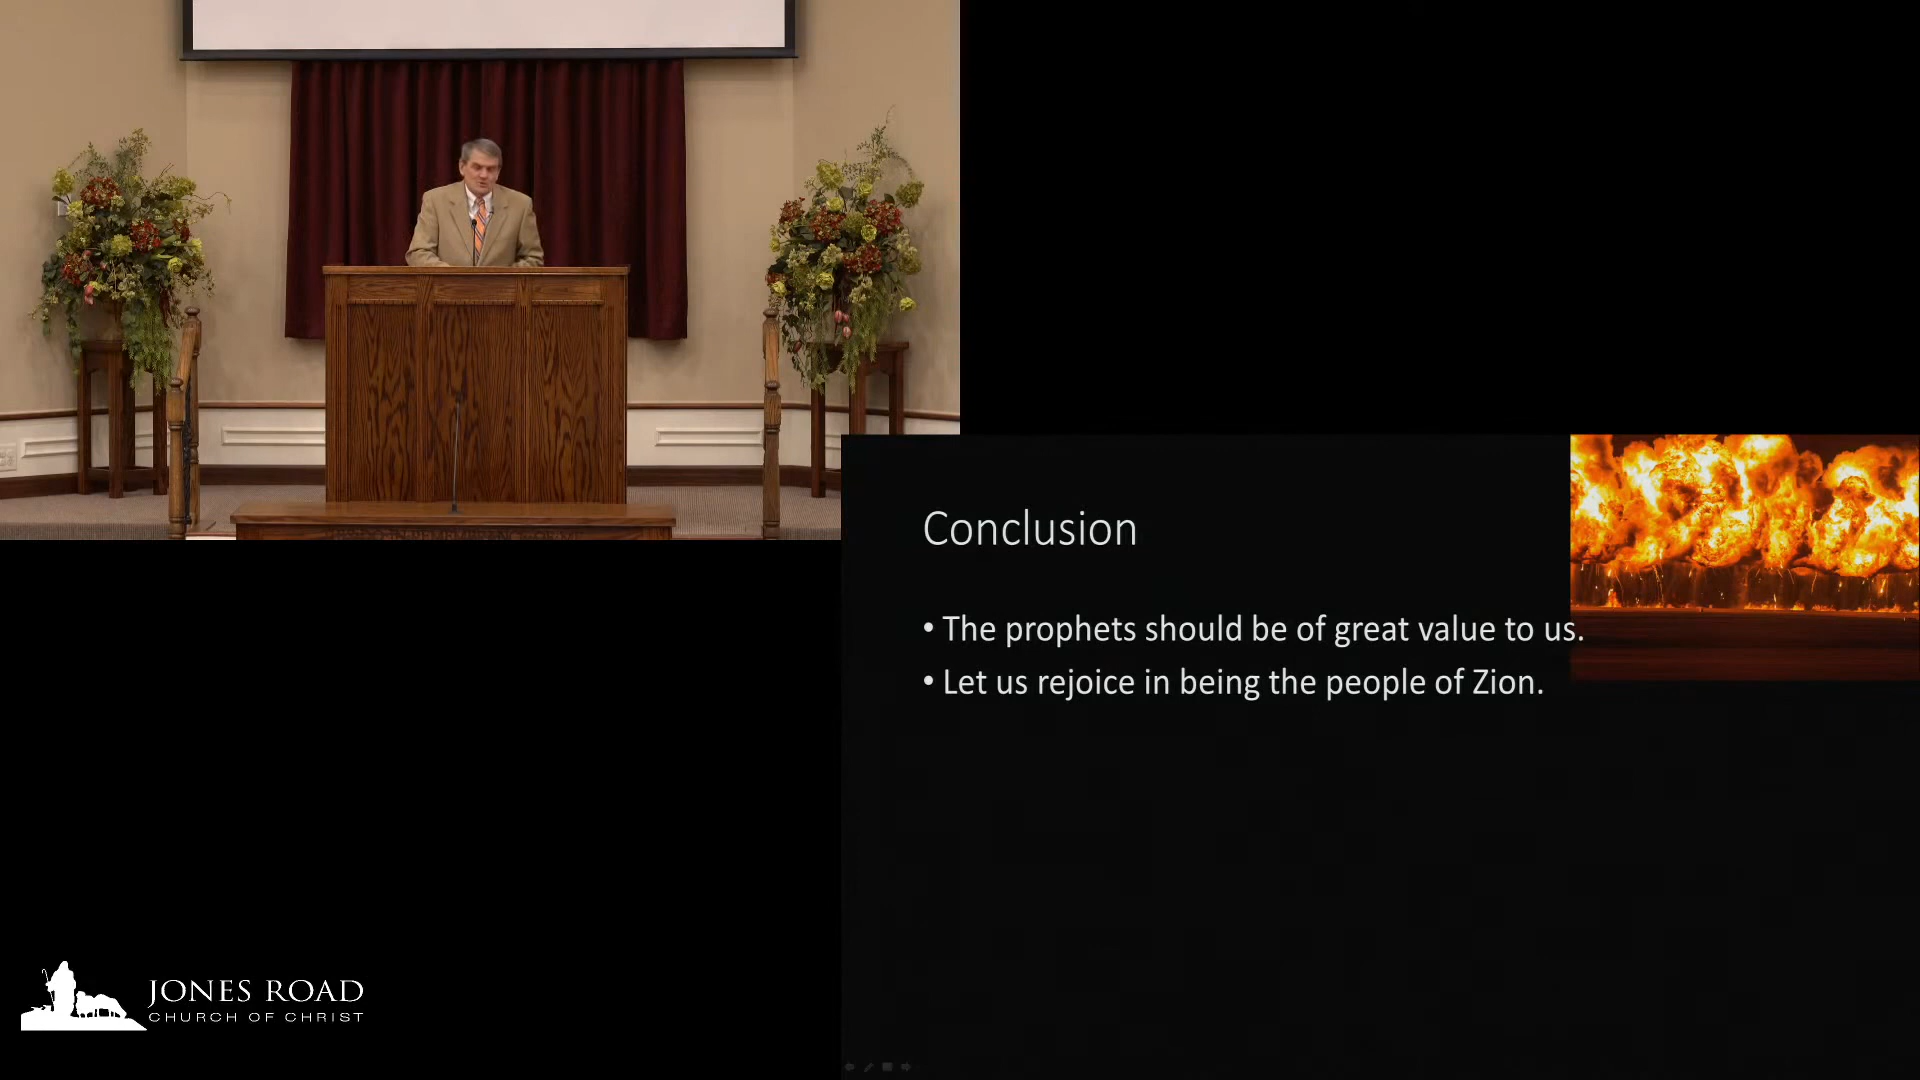 Conclusion
• The prophets should be of great value to us.
• Let us rejoice in being the people of Zion.
JONES ROAD
CHURCH OF CHRIST